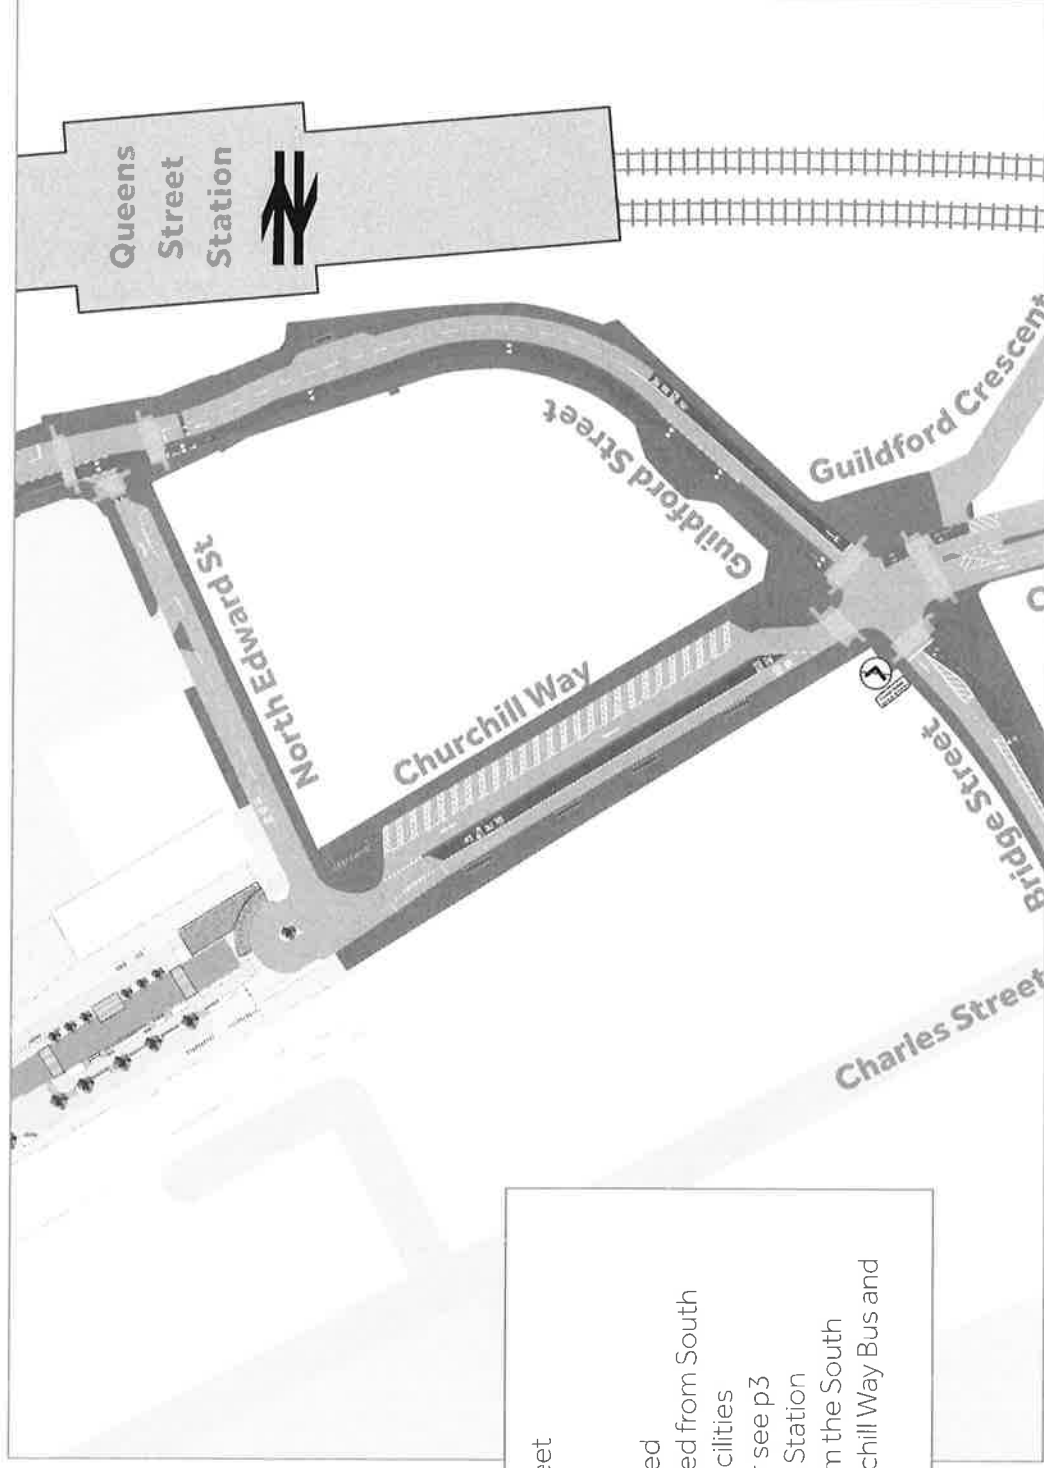 Queens
Street
Station
North Edward St
Churchill Way
Guildford Street
Guildford Crescent
Bridge Street
Charles Street
C
eet
ed
ed from South
cilities
see p3
Station
m the South
chill Way Bus and